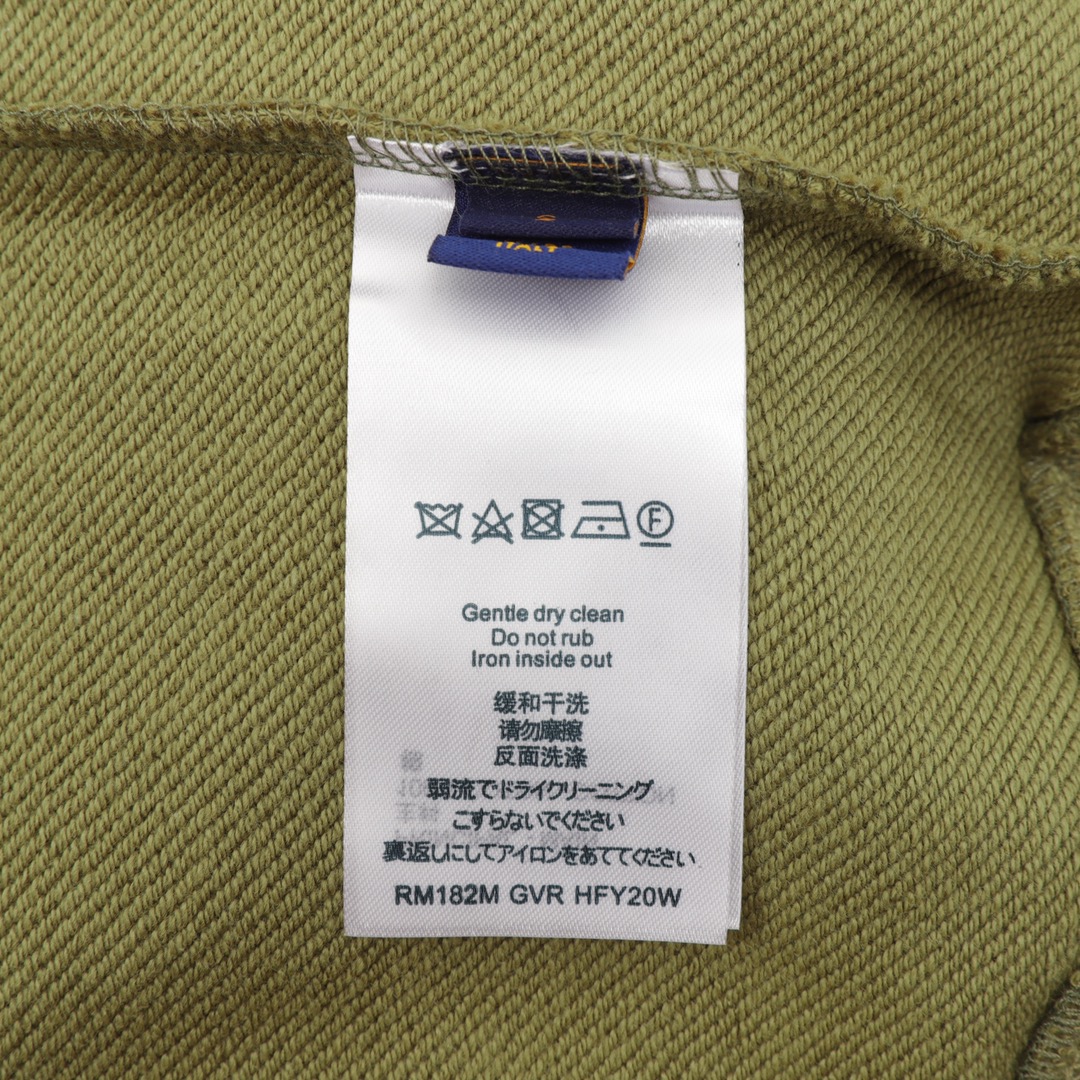 F
Gentle dry clean
Do not rub
Iron inside out
缓和干洗
请勿摩擦
反面洗涤
弱流でドライクリーニング
こすらないでください
裏返しにしてアイロンをあててください
RM182M GVR HFY20W